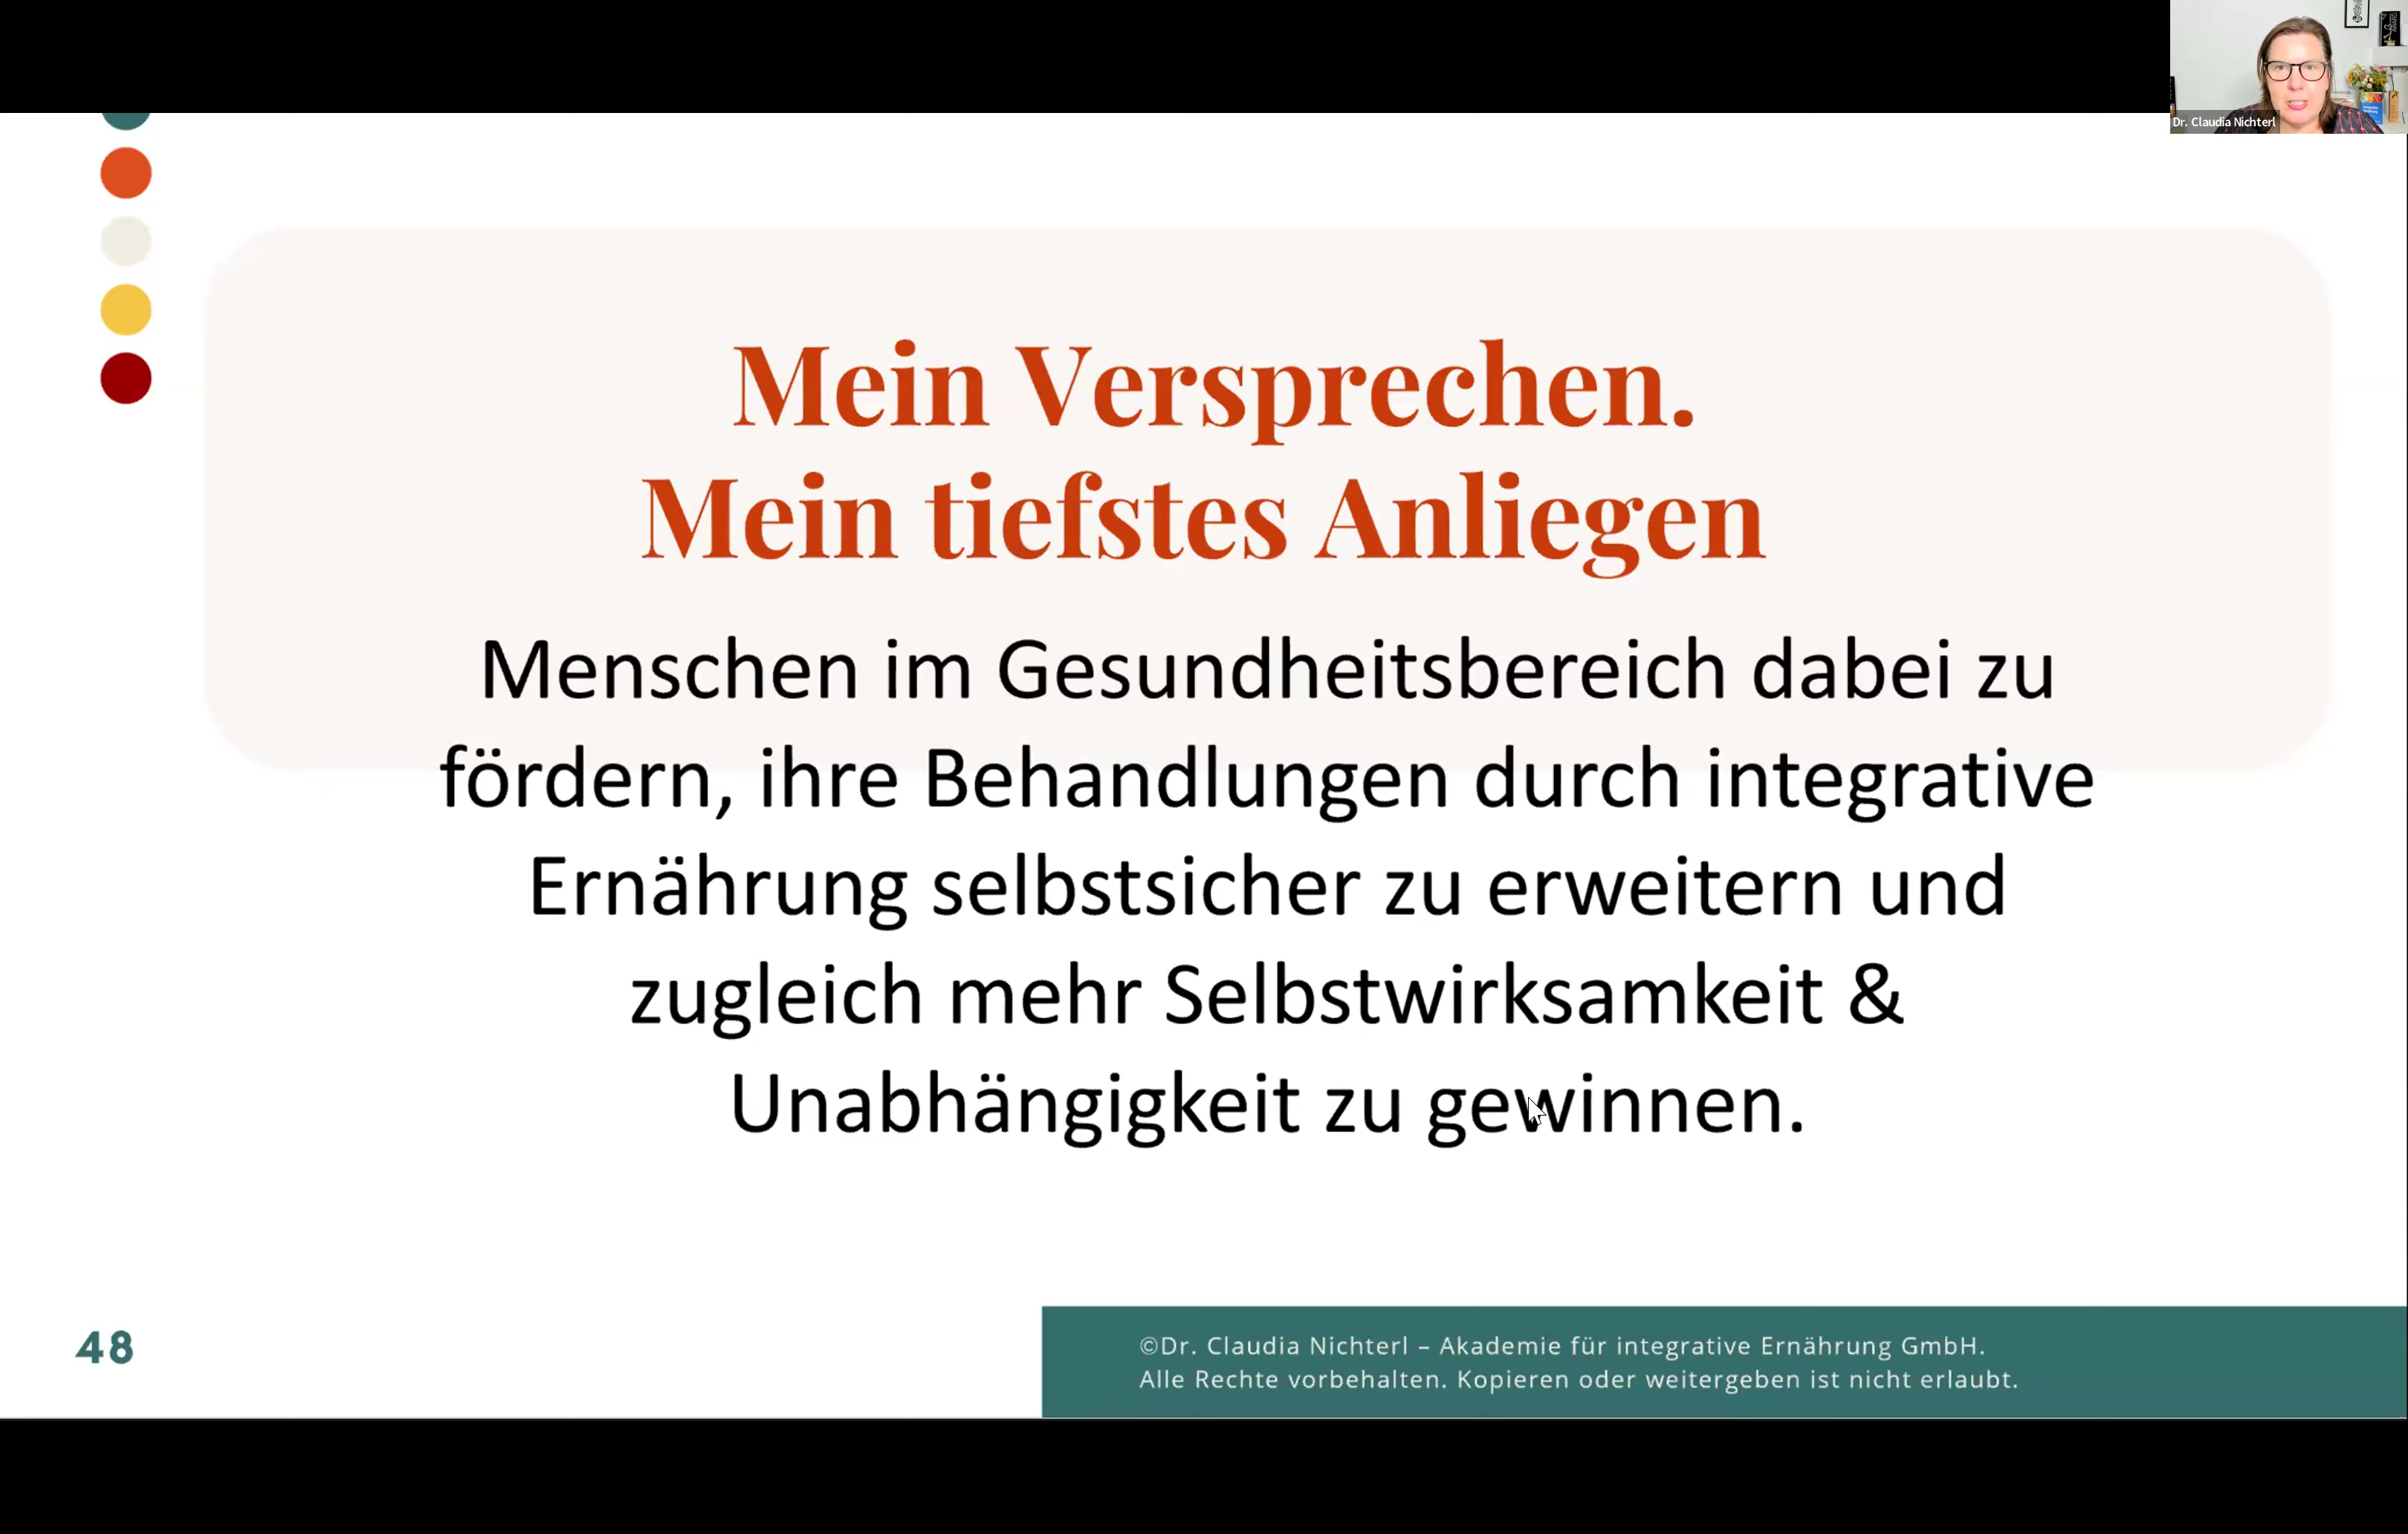 Dr. Claudia Nichterl
Mein Versprechen.
Mein tiefstes Anliegen
Menschen im Gesundheitsbereich dabei zu
fördern, ihre Behandlungen durch integrative
Ernährung selbstsicher zu erweitern und
zugleich mehr Selbstwirksamkeit &
Unabhängigkeit zu gewinnen.
48
©Dr. Claudia Nichterl – Akademie für integrative Ernährung GmbH.
Alle Rechte vorbehalten. Kopieren oder weitergeben ist nicht erlaubt.